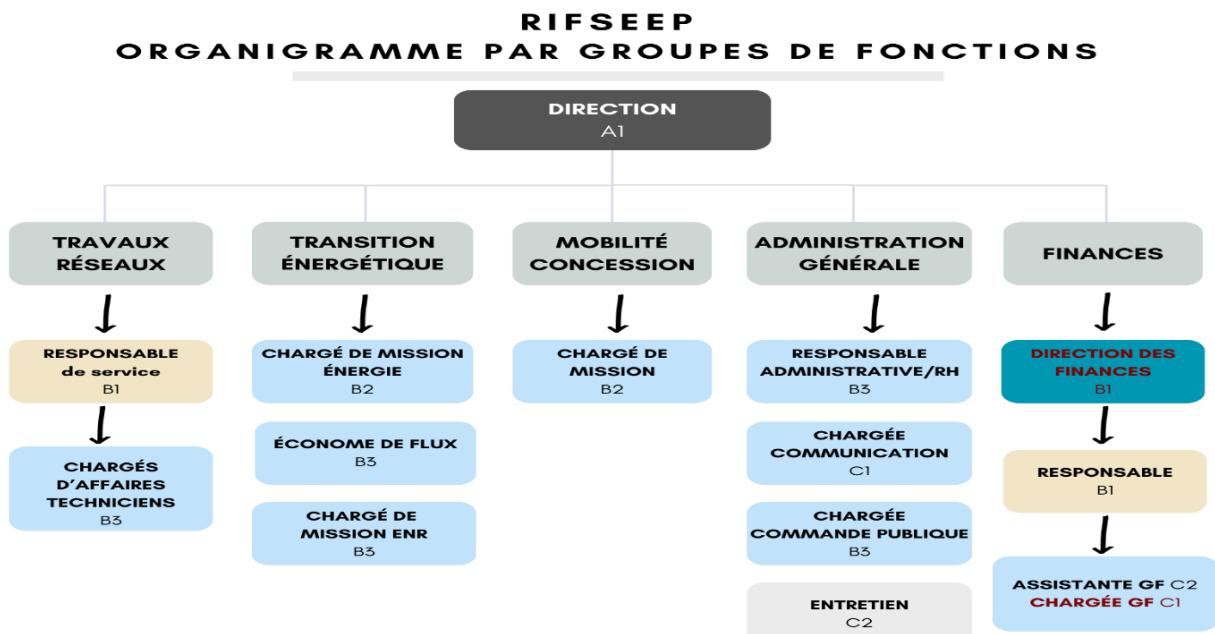 RIFSEEP
ORGANIGRAMME PAR GROUPES DE FONCTIONS
DIRECTION
A1
TRAVAUX
RÉSEAUX
TRANSITION
ÉNERGÉTIQUE
MOBILITÉ
CONCESSION
ADMINISTRATION
GÉNÉRALE
FINANCES
RESPONSABLE
de service
B1
CHARGÉS
D'AFFAIRES
TECHNICIENS
B3
CHARGÉ DE MISSION
ÉNERGIE
B2
ÉCONOME DE FLUX
B3
CHARGÉ DE
MISSION ENR
B3
CHARGÉ DE
MISSION
B2
RESPONSABLE
ADMINISTRATIVE/RH
B3
CHARGÉE
COMMUNICATION
C1
CHARGÉE
COMMANDE PUBLIQUE
B3
ENTRETIEN
C2
DIRECTION DES
FINANCES
B1
RESPONSABLE
B1
ASSISTANTE GF C2
CHARGÉE GF C1